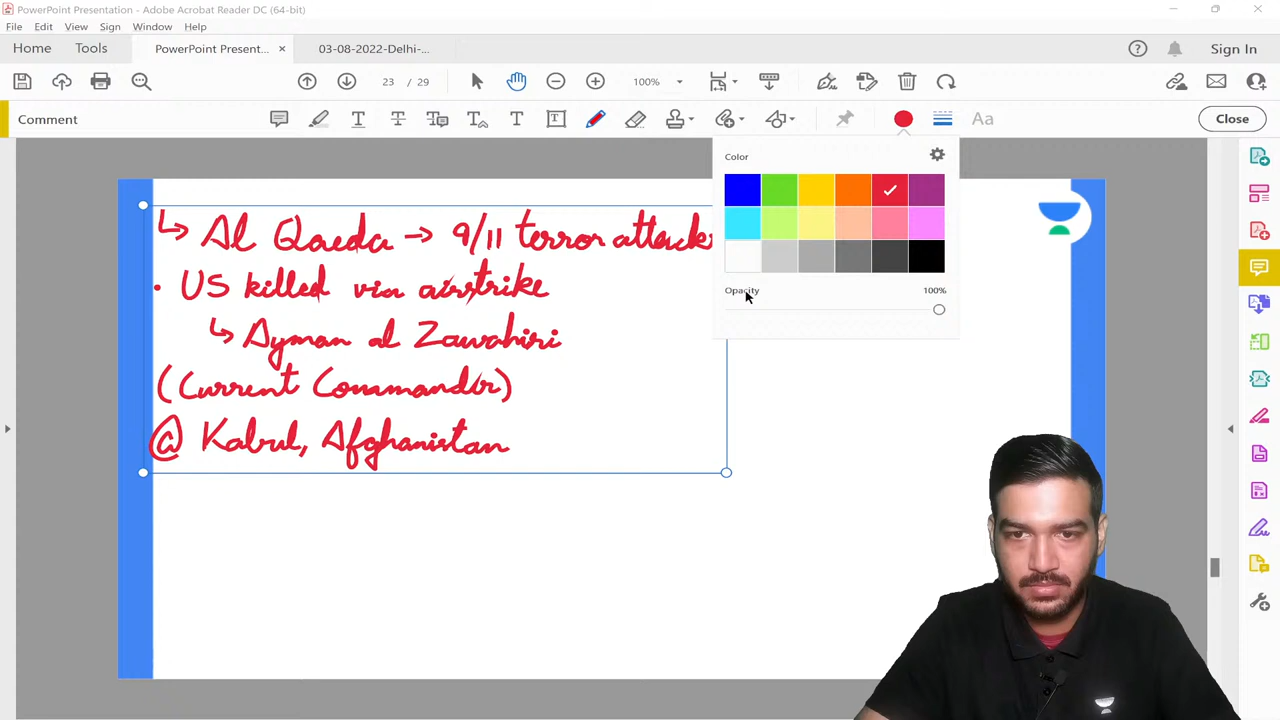 PowerPoint Presentation - Adobe Acrobat Reader DC (64-bit)
File Edit View Sign Window Help
Home Tools PowerPoint Present... × 03-08-2022-Delhi-... Sign In
23 / 29 100%
Comment Aa Close
Color
↳ Al Qaeda → 9/11 terror attack
• US killed via airstrike
Opacity 100%
↳ Ayman al Zawahiri
(Current Commander)
@ Kabul, Afghanistan